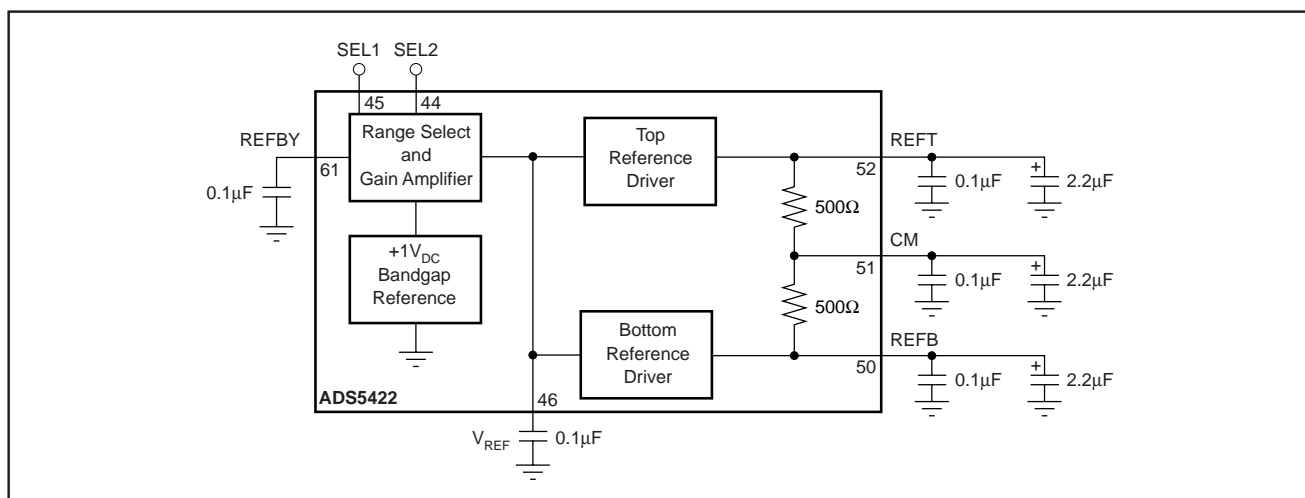 SEL1 SEL2
45 44
REFBY
61
0.1µF
Range Select
and
Gain Amplifier
+1V_DC
Bandgap
Reference
Top
Reference
Driver
Bottom
Reference
Driver
500Ω
500Ω
52
REFT
0.1µF
+
2.2µF
51
CM
0.1µF
+
2.2µF
50
REFB
0.1µF
+
2.2µF
ADS5422
46
V_REF
0.1µF